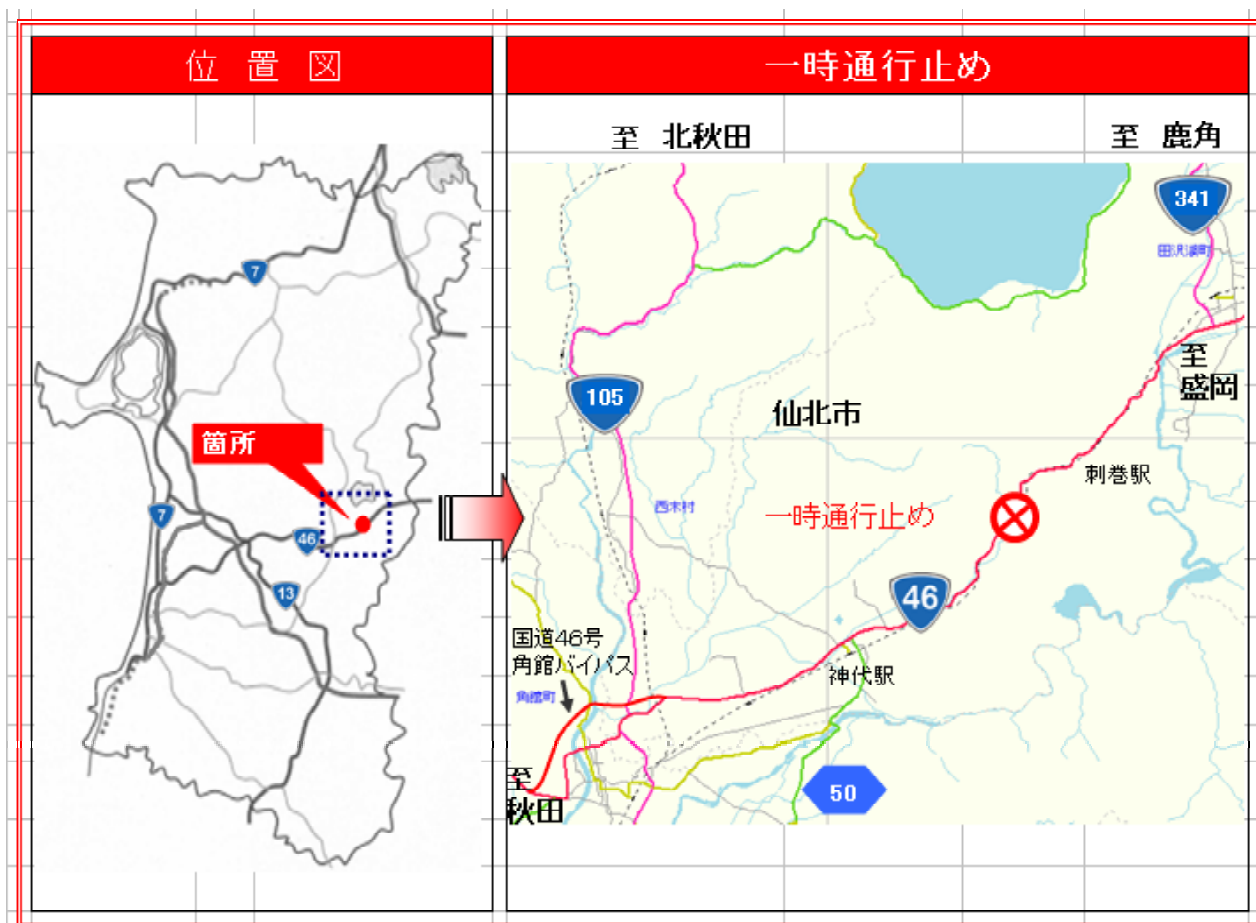 位置図
一時通行止め
至 北秋田
至 鹿角
7
箇所
7
46
13
341
田沢湖町
至
盛岡
105
仙北市
刺巻駅
西木村
一時通行止め
46
国道46号
角館バイパス
角館町
神代駅
至
秋田
50